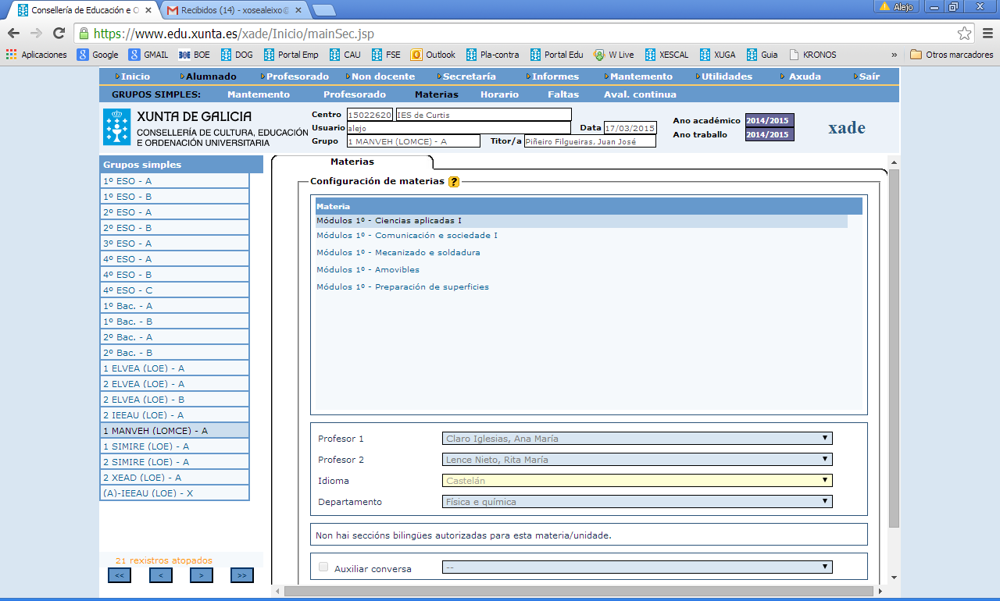 Consellería de Educación e O
Recibidos (14) - xosealeixo@
Alejo
https://www.edu.xunta.es/xade/Inicio/mainSec.jsp
Aplicaciones Google GMAIL BOE DOG Portal Emp CAU FSE Outlook Pla-contra Portal Edu W Live XESCAL XUGA Guia KRONOS » Otros marcadores
Inicio Alumnado Profesorado Non docente Secretaría Informes Mantemento Utilidades Axuda Saír
GRUPOS SIMPLES: Mantemento Profesorado Materias Horario Faltas Aval. continua
XUNTA DE GALICIA
CONSELLERÍA DE CULTURA, EDUCACIÓN
E ORDENACIÓN UNIVERSITARIA
Centro 15022620 IES de Curtis
Usuario alejo Data 17/03/2015
Grupo 1 MANVEH (LOMCE) - A Titor/a Piñeiro Filgueiras, Juan José
Ano académico 2014/2015
Ano traballo 2014/2015
xade
Grupos simples
1º ESO - A
1º ESO - B
2º ESO - A
2º ESO - B
3º ESO - A
4º ESO - A
4º ESO - B
4º ESO - C
1º Bac. - A
1º Bac. - B
2º Bac. - A
2º Bac. - B
1 ELVEA (LOE) - A
2 ELVEA (LOE) - A
2 ELVEA (LOE) - B
2 IEEAU (LOE) - A
1 MANVEH (LOMCE) - A
1 SIMIRE (LOE) - A
2 SIMIRE (LOE) - A
2 XEAD (LOE) - A
(A)-IEEAU (LOE) - X
21 rexistros atopados
<< < > >>
Materias
Configuración de materias ?
Materia
Módulos 1º - Ciencias aplicadas I
Módulos 1º - Comunicación e sociedade I
Módulos 1º - Mecanizado e soldadura
Módulos 1º - Amovibles
Módulos 1º - Preparación de superficies
Profesor 1 Claro Iglesias, Ana María
Profesor 2 Lence Nieto, Rita María
Idioma Castelán
Departamento Física e química
Non hai seccións bilingües autorizadas para esta materia/unidade.
Auxiliar conversa --